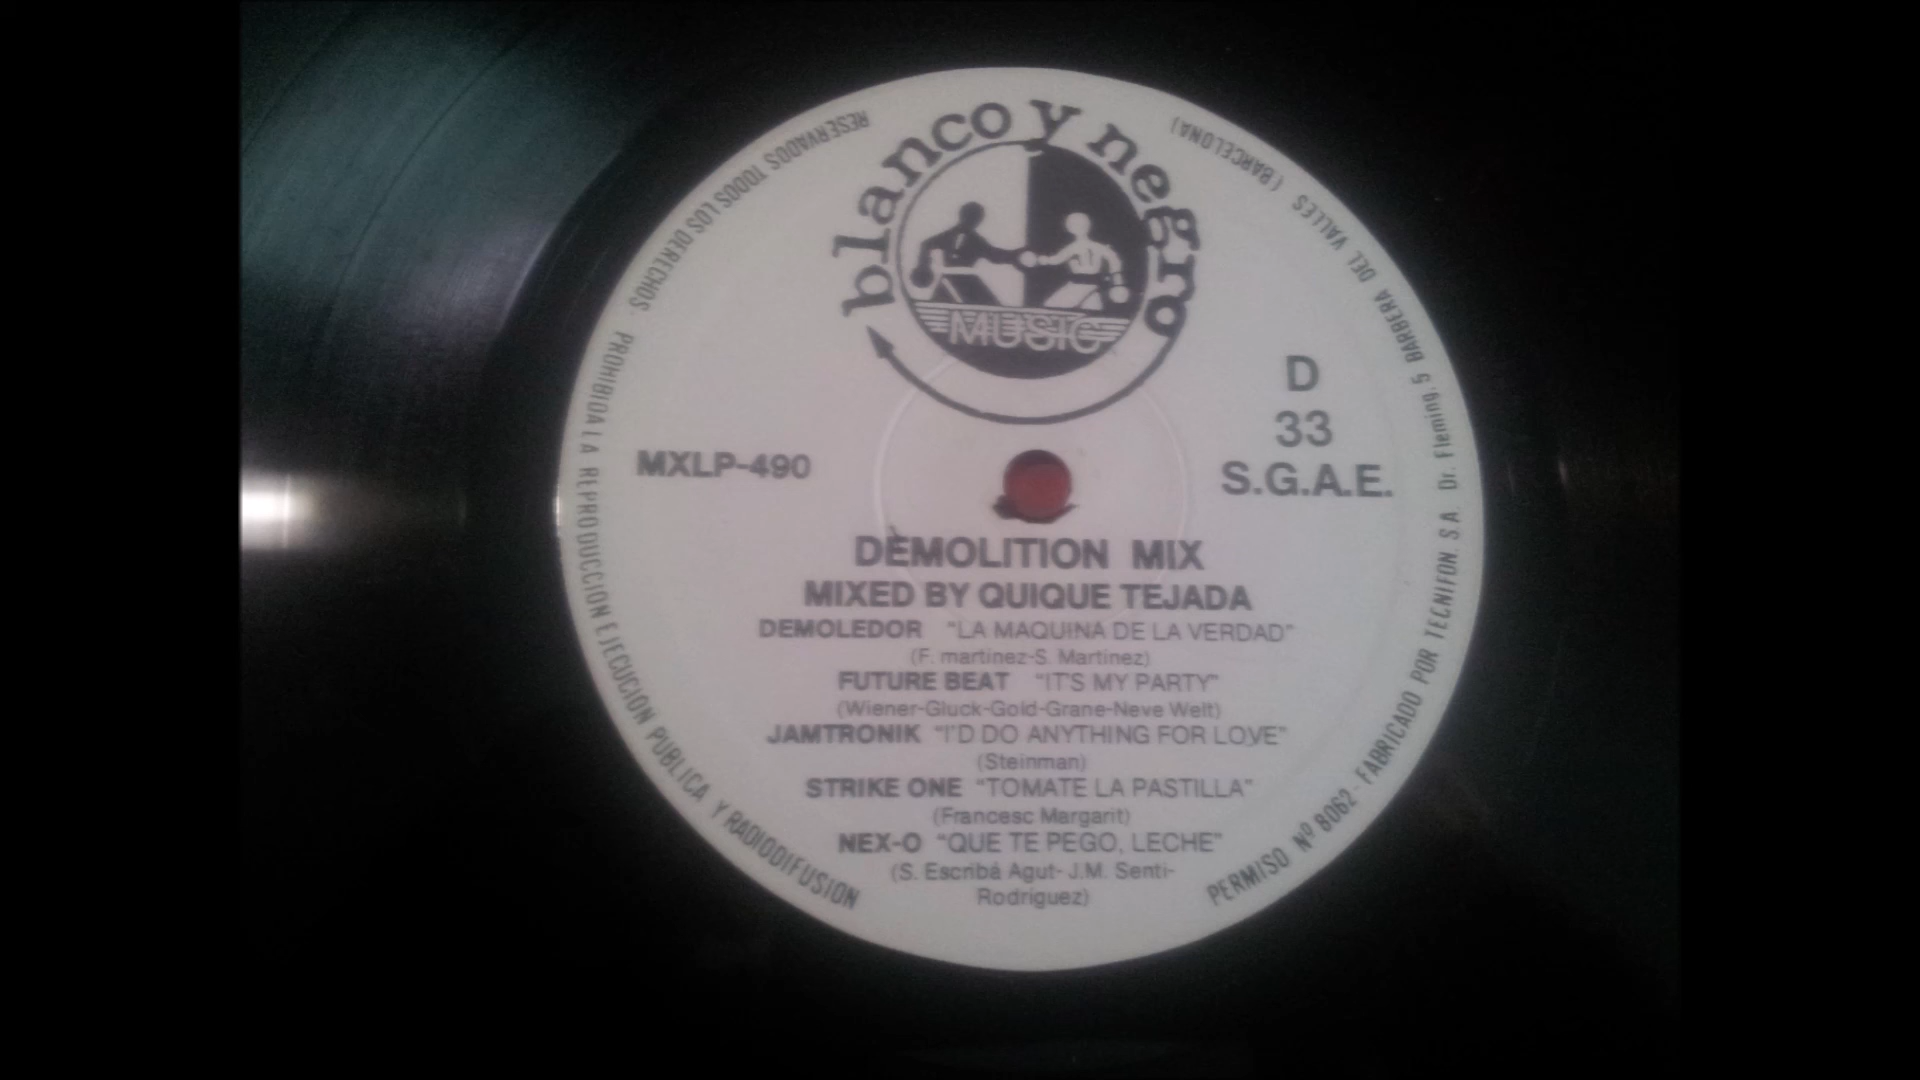 blanco y negro
MUSIC
D
33
S.G.A.E.
MXLP-490
DEMOLITION MIX
MIXED BY QUIQUE TEJADA
DEMOLEDOR "LA MAQUINA DE LA VERDAD"
(F. martinez-S. Martinez)
FUTURE BEAT "IT'S MY PARTY"
(Wiener-Gluck-Gold-Grane-Neve Welt)
JAMTRONIK "I'D DO ANYTHING FOR LOVE"
(Steinman)
STRIKE ONE "TOMATE LA PASTILLA"
(Francesc Margarit)
NEX-O "QUE TE PEGO, LECHE"
(S. Escribá Agut- J.M. Senti-
Rodriguez)
RESERVADOS TODOS LOS DERECHOS. PROHIBIDA LA REPRODUCCION EJECUCION PUBLICA Y RADIODIFUSION
PERMISO Nº 8062 - FABRICADO POR TECNIFON. S A. Dr. Fleming, 5 BARBERA DEL VALLES (BARCELONA)